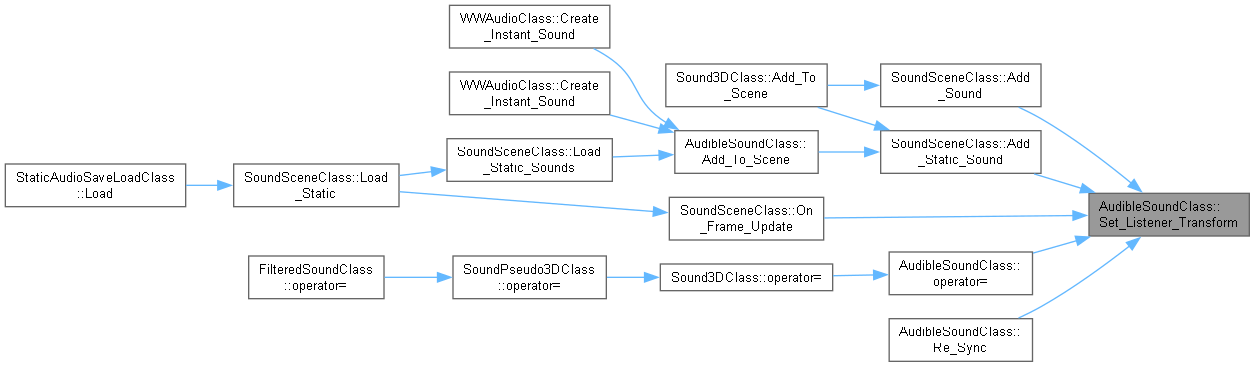 WWAudioClass::Create
_Instant_Sound
WWAudioClass::Create
_Instant_Sound
Sound3DClass::Add_To
_Scene
SoundSceneClass::Add
_Sound
AudibleSoundClass::
Add_To_Scene
SoundSceneClass::Add
_Static_Sound
SoundSceneClass::Load
_Static_Sounds
StaticAudioSaveLoadClass
::Load
SoundSceneClass::Load
_Static
SoundSceneClass::On
_Frame_Update
AudibleSoundClass::
Set_Listener_Transform
FilteredSoundClass
::operator=
SoundPseudo3DClass
::operator=
Sound3DClass::operator=
AudibleSoundClass::
operator=
AudibleSoundClass::
Re_Sync